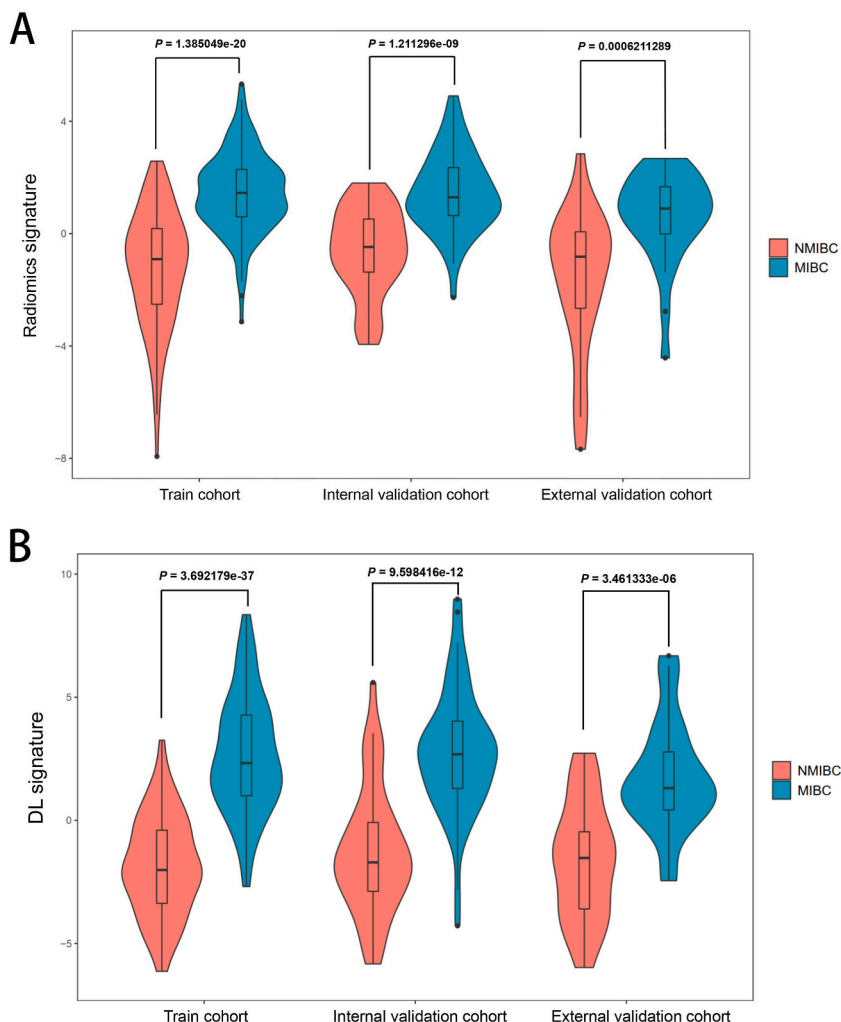 A
P = 1.385049e-20
P = 1.211296e-09
P = 0.0006211289
4
0
−4
−8
Radiomics signature
NMIBC
MIBC
Train cohort
Internal validation cohort
External validation cohort
B
P = 3.692179e-37
P = 9.598416e-12
P = 3.461333e-06
10
5
0
−5
DL signature
NMIBC
MIBC
Train cohort
Internal validation cohort
External validation cohort